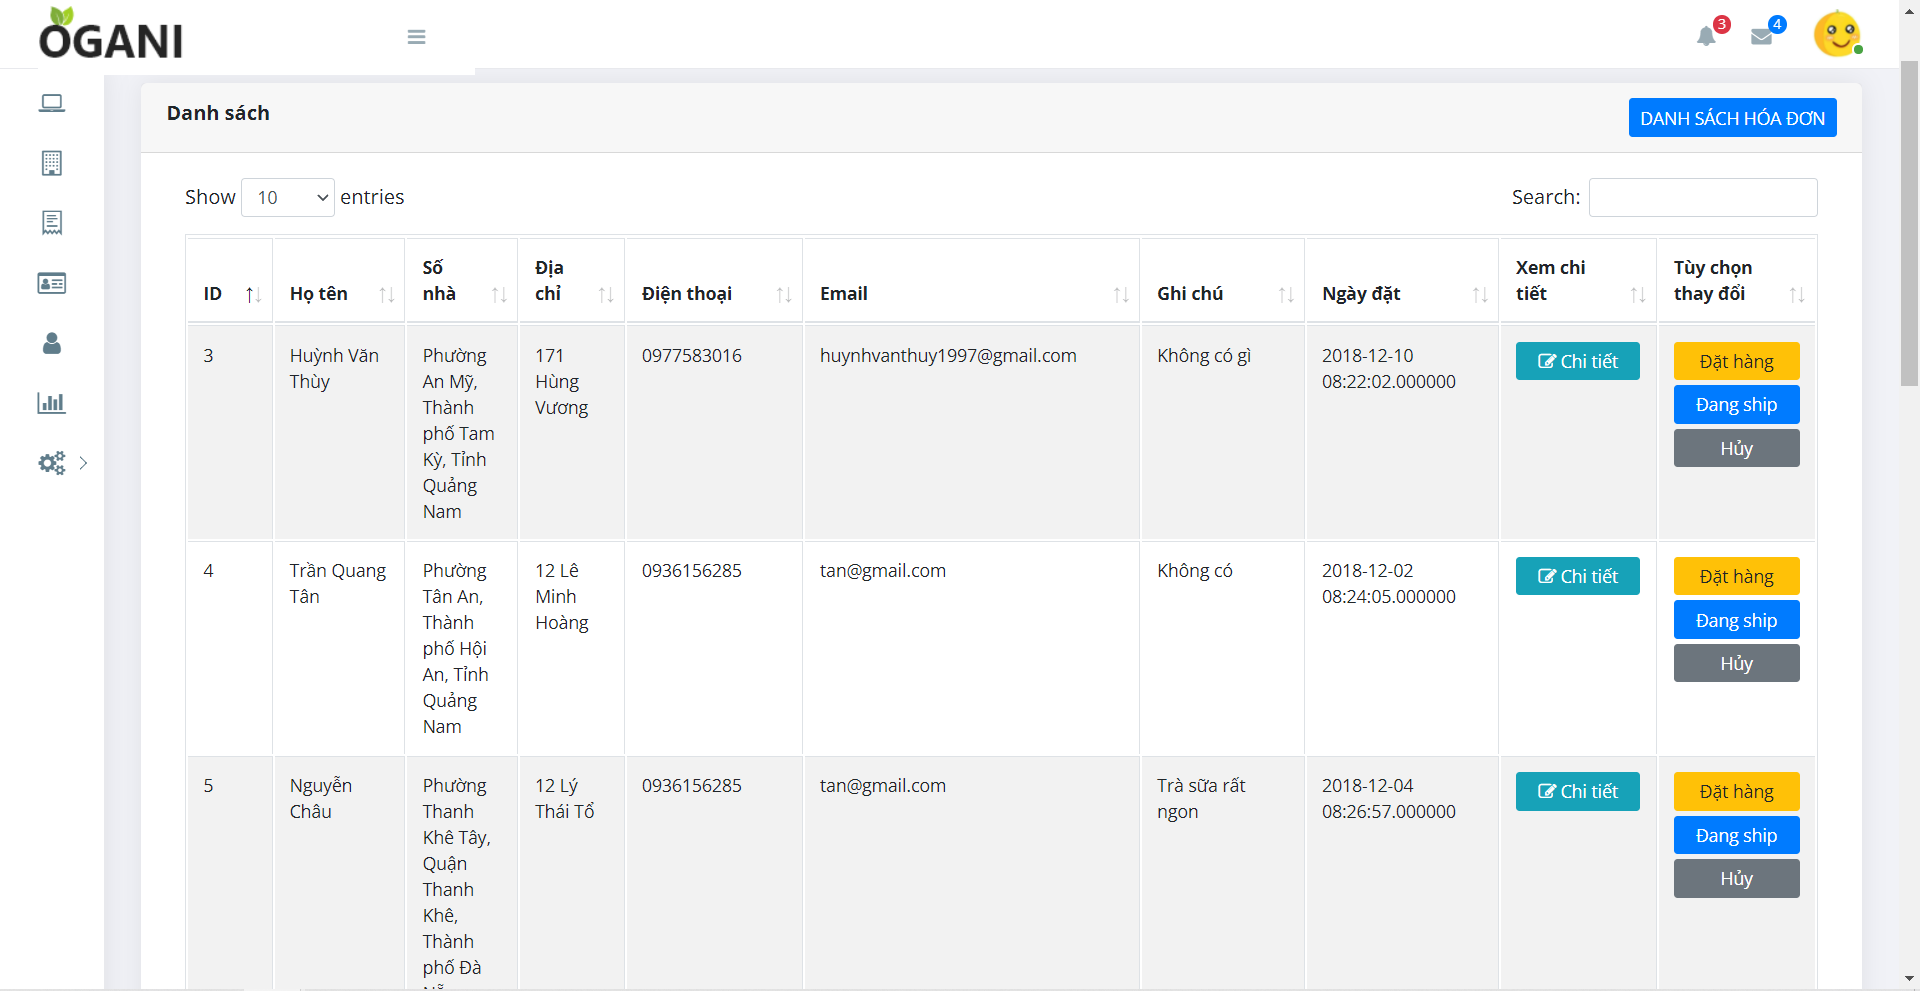 OGANI
3
4
Danh sách
DANH SÁCH HÓA ĐƠN
Show 10 entries
Search:
ID
Họ tên
Số
nhà
Địa
chỉ
Điện thoại
Email
Ghi chú
Ngày đặt
Xem chi
tiết
Tùy chọn
thay đổi
3
Huỳnh Văn
Thùy
Phường
An Mỹ,
Thành
phố Tam
Kỳ, Tỉnh
Quảng
Nam
171
Hùng
Vương
0977583016
huynhvanthuy1997@gmail.com
Không có gì
2018-12-10
08:22:02.000000
Chi tiết
Đặt hàng
Đang ship
Hủy
4
Trần Quang
Tân
Phường
Tân An,
Thành
phố Hội
An, Tỉnh
Quảng
Nam
12 Lê
Minh
Hoàng
0936156285
tan@gmail.com
Không có
2018-12-02
08:24:05.000000
Chi tiết
Đặt hàng
Đang ship
Hủy
5
Nguyễn
Châu
Phường
Thanh
Khê Tây,
Quận
Thanh
Khê,
Thành
phố Đà
12 Lý
Thái Tổ
0936156285
tan@gmail.com
Trà sữa rất
ngon
2018-12-04
08:26:57.000000
Chi tiết
Đặt hàng
Đang ship
Hủy